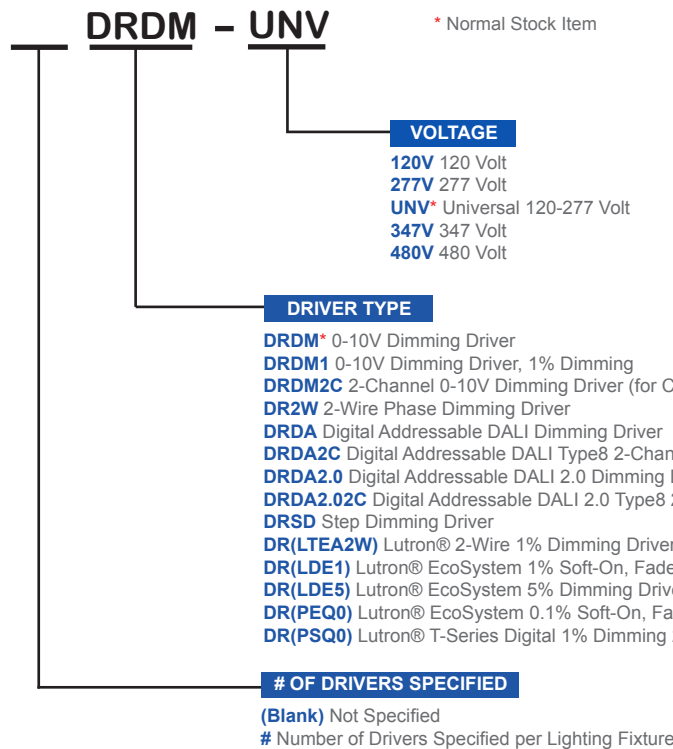 DRDM – UNV
* Normal Stock Item
VOLTAGE
120V 120 Volt
277V 277 Volt
UNV* Universal 120-277 Volt
347V 347 Volt
480V 480 Volt
DRIVER TYPE
DRDM* 0-10V Dimming Driver
DRDM1 0-10V Dimming Driver, 1% Dimming
DRDM2C 2-Channel 0-10V Dimming Driver (for
DR2W 2-Wire Phase Dimming Driver
DRDA Digital Addressable DALI Dimming Driver
DRDA2C Digital Addressable DALI Type8
DRDA2.0 Digital Addressable DALI 2.0 Dimming
DRDA2.02C Digital Addressable DALI 2.0 Type8
DRSD Step Dimming Driver
DR(LTEA2W) Lutron® 2-Wire 1% Dimming Driver
DR(LDE1) Lutron® EcoSystem 1% Soft-On,
DR(LDE5) Lutron® EcoSystem 5% Dimming
DR(PEQ0) Lutron® EcoSystem 0.1% Soft-On,
DR(PSQ0) Lutron® T-Series Digital 1% Dimming
# OF DRIVERS SPECIFIED
(Blank) Not Specified
# Number of Drivers Specified per Lighting Fixture